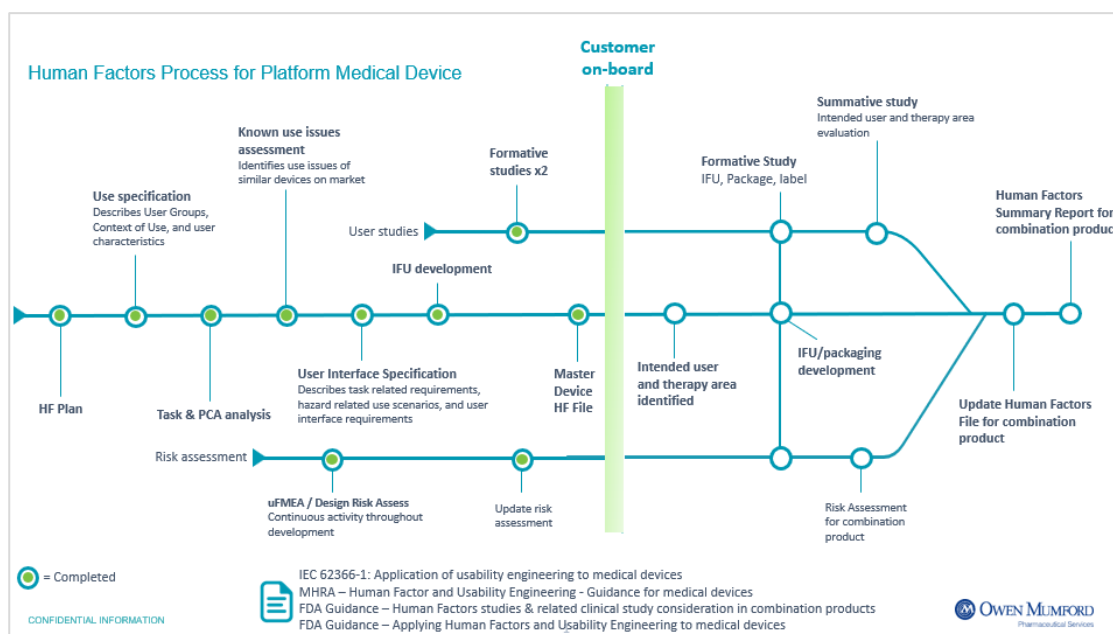 Customer
on-board
Human Factors Process for Platform Medical Device
Summative study
Intended user and therapy area
evaluation
Known use issues
assessment
Identifies use issues of
similar devices on market
Formative
studies x2
Formative Study
IFU, Package, label
Use specification
Describes User Groups,
Context of Use, and user
characteristics
Human Factors
Summary Report for
combination product
User studies
IFU development
HF Plan
Task & PCA analysis
User Interface Specification
Describes task related requirements,
hazard related use scenarios, and user
interface requirements
Master
Device
HF File
Intended user
and therapy area
identified
IFU/packaging
development
Update Human Factors
File for combination
product
Risk assessment
uFMEA / Design Risk Assess
Continuous activity throughout
development
Update risk
assessment
Risk Assessment
for combination
product
= Completed
IEC 62366-1: Application of usability engineering to medical devices
MHRA – Human Factor and Usability Engineering - Guidance for medical devices
FDA Guidance – Human Factors studies & related clinical study consideration in combination products
FDA Guidance – Applying Human Factors and Usability Engineering to medical devices
CONFIDENTIAL INFORMATION
OWEN MUMFORD
Pharmaceutical Services